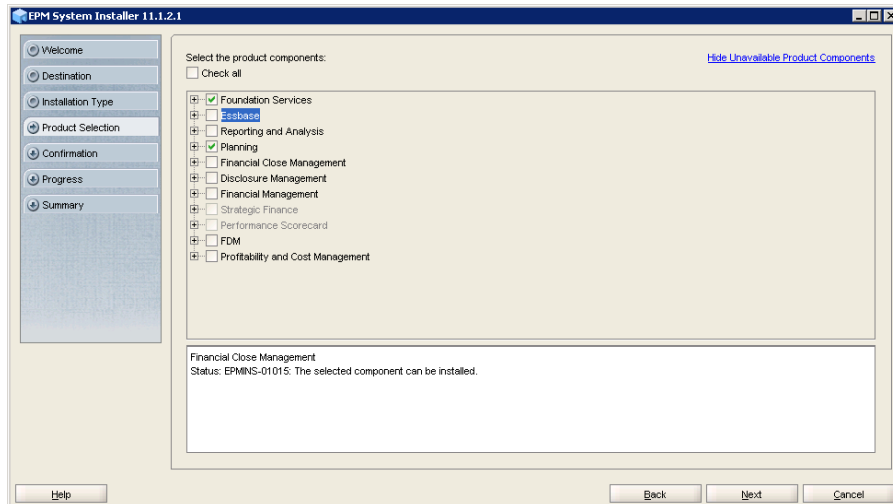 EPM System Installer 11.1.2.1
Welcome
Destination
Installation Type
Product Selection
Confirmation
Progress
Summary
Select the product components:
Hide Unavailable Product Components
Check all
Foundation Services
Essbase
Reporting and Analysis
Planning
Financial Close Management
Disclosure Management
Financial Management
Strategic Finance
Performance Scorecard
FDM
Profitability and Cost Management
Financial Close Management
Status: EPMINS-01015: The selected component can be installed.
Help
Back
Next
Cancel